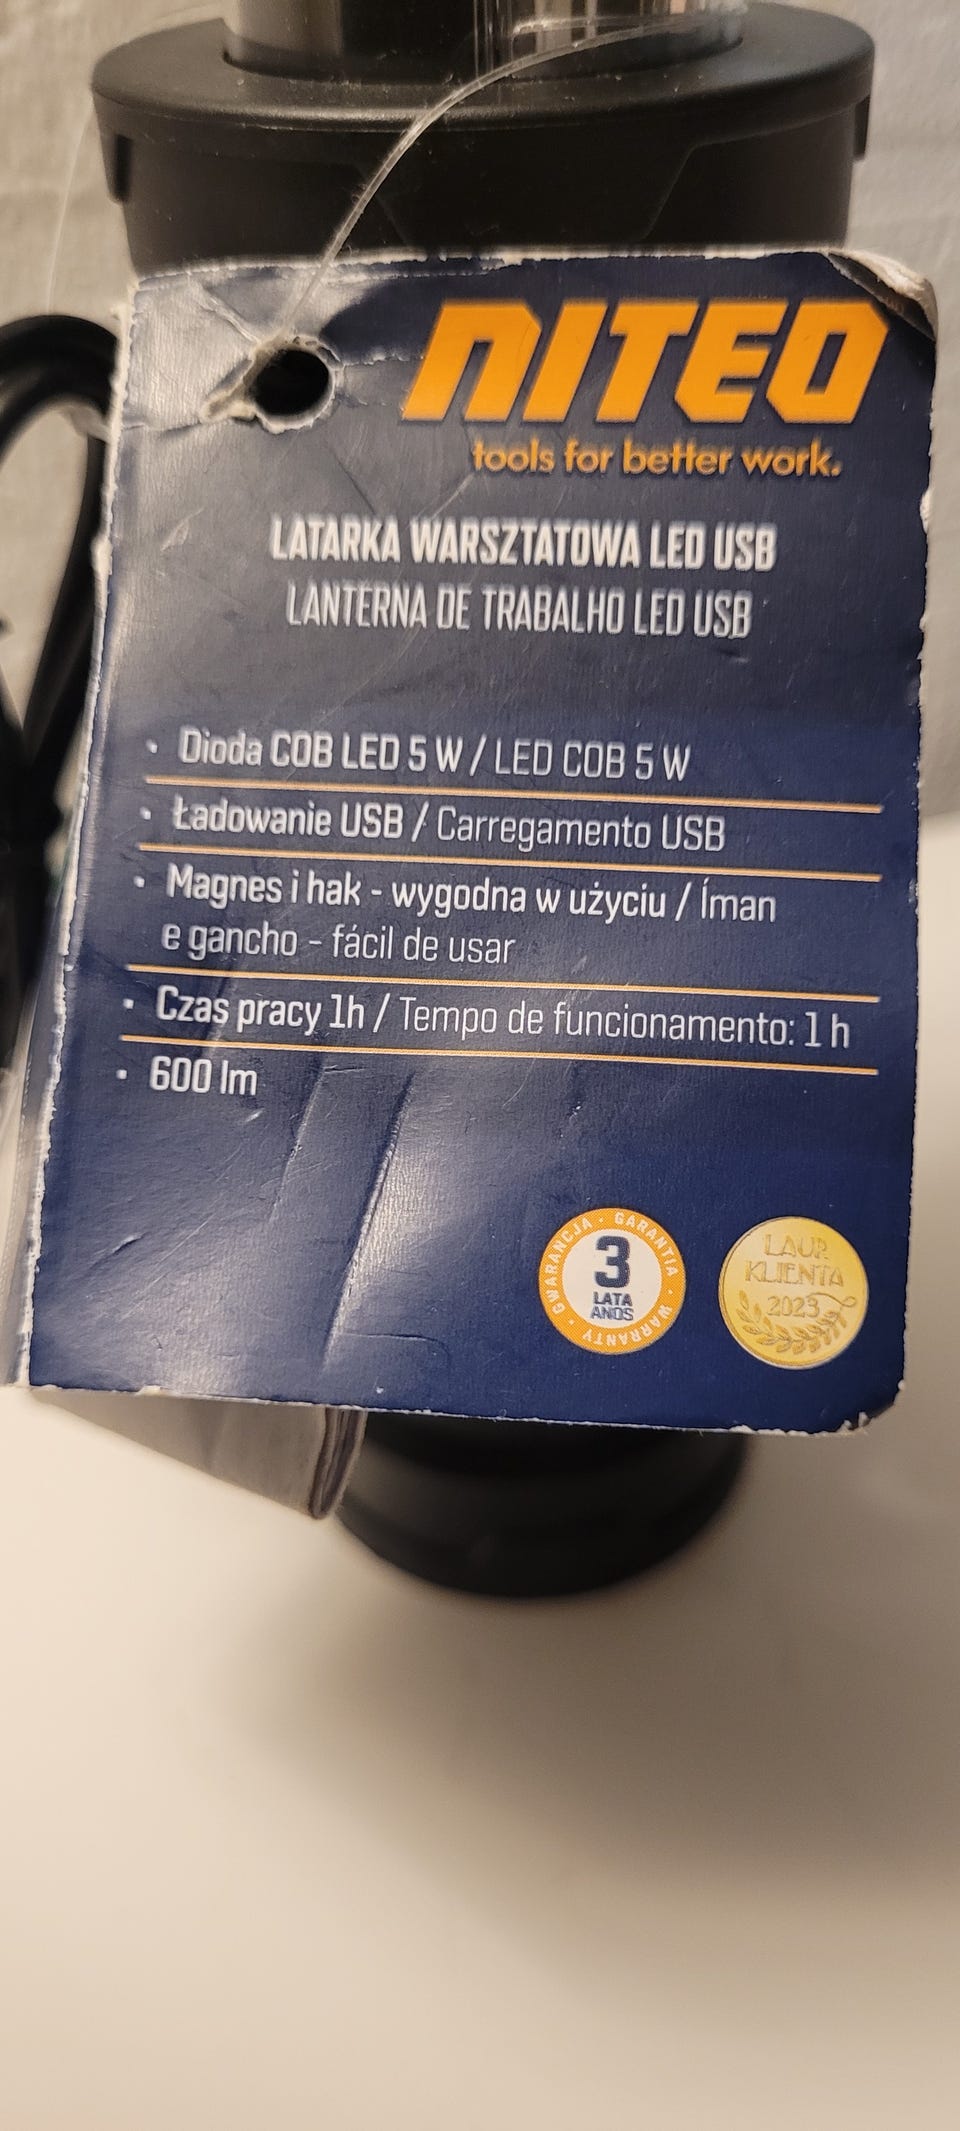 NITEO
tools for better work.
LATARKA WARSZTATOWA LED USB
LANTERNA DE TRABALHO LED USB
• Dioda COB LED 5 W / LED COB 5 W
• Ładowanie USB / Carregamento USB
• Magnes i hak - wygodna w użyciu / Íman
e gancho - fácil de usar
• Czas pracy 1h / Tempo de funcionamento: 1 h
• 600 lm
GWARANCJA · GARANTIA · WARRANTY ·
3
LATA
ANOS
LAUR
KLIENTA
2023